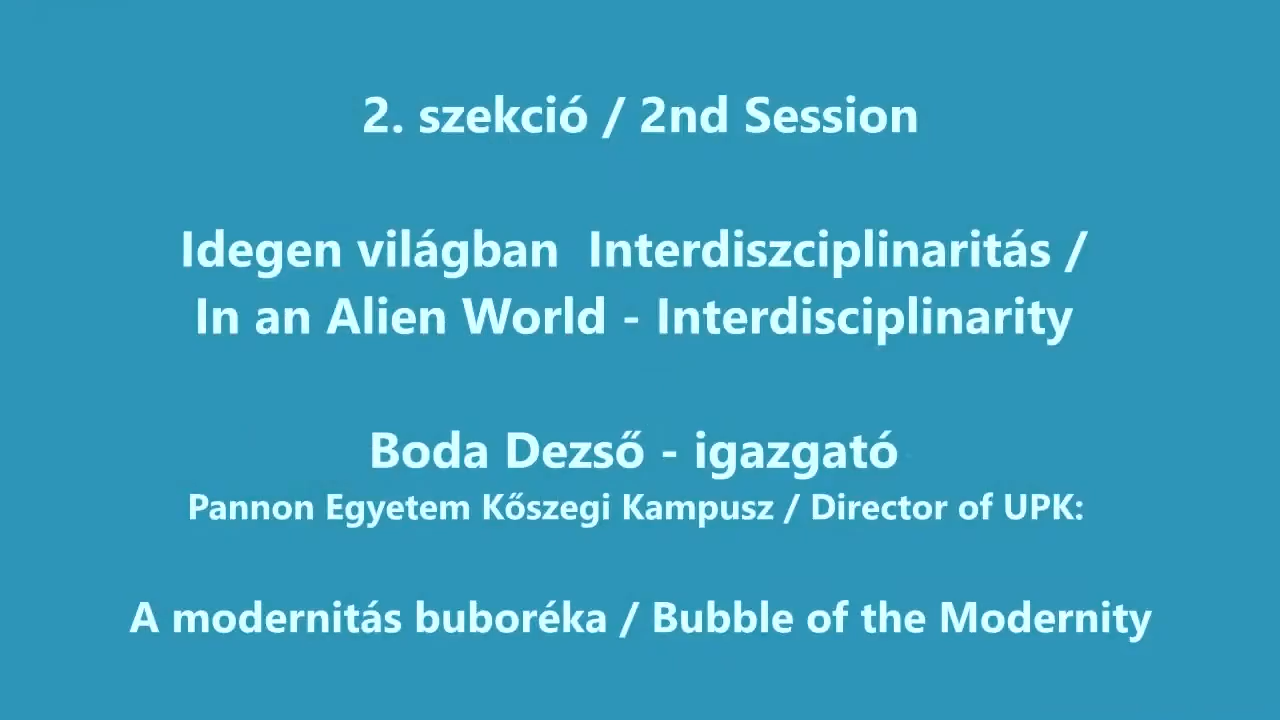 2. szekció / 2nd Session
Idegen világban  Interdiszciplinaritás /
In an Alien World - Interdisciplinarity
Boda Dezső - igazgató
Pannon Egyetem Kőszegi Kampusz / Director of UPK:
A modernitás buboréka / Bubble of the Modernity